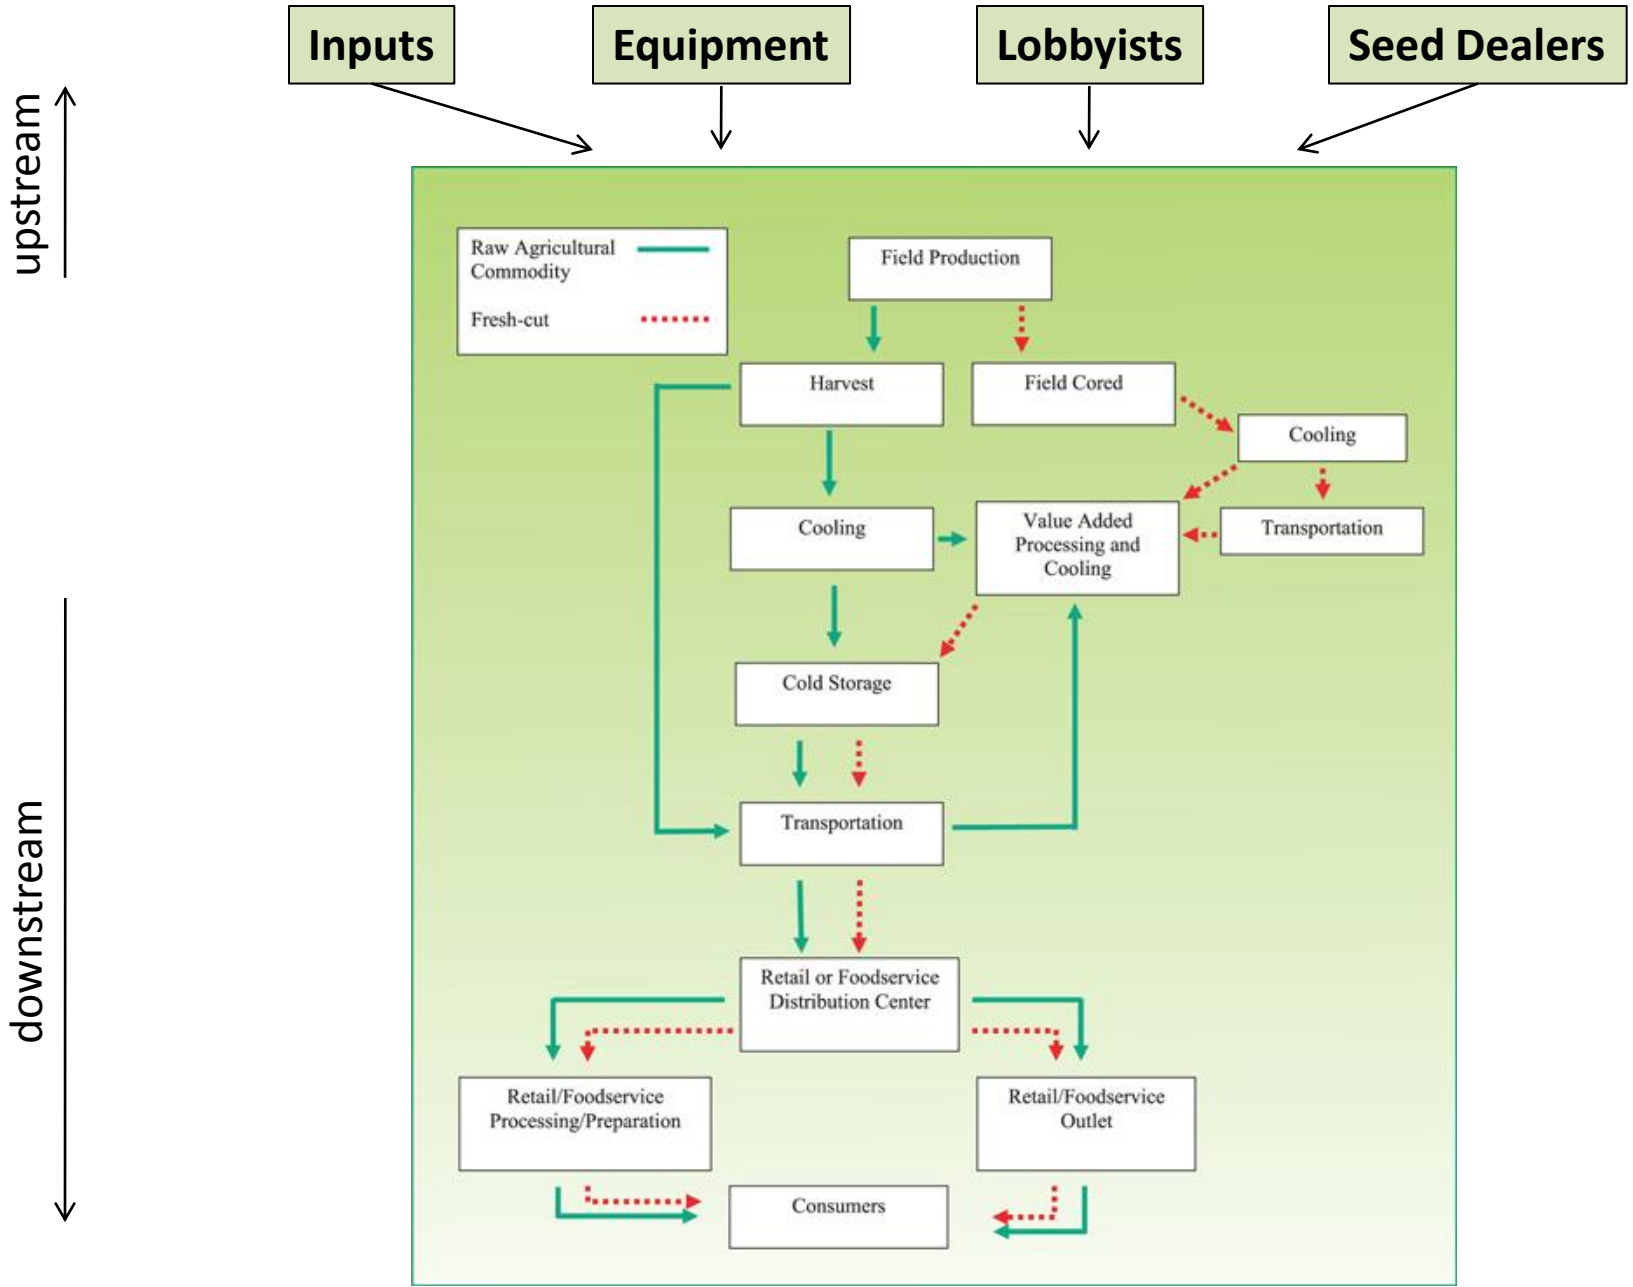 Inputs
Equipment
Lobbyists
Seed Dealers
upstream
Raw Agricultural
Commodity
Fresh-cut
Field Production
Harvest
Field Cored
Cooling
Cooling
Value Added
Processing and
Cooling
Transportation
Cold Storage
downstream
Transportation
Retail or Foodservice
Distribution Center
Retail/Foodservice
Processing/Preparation
Retail/Foodservice
Outlet
Consumers